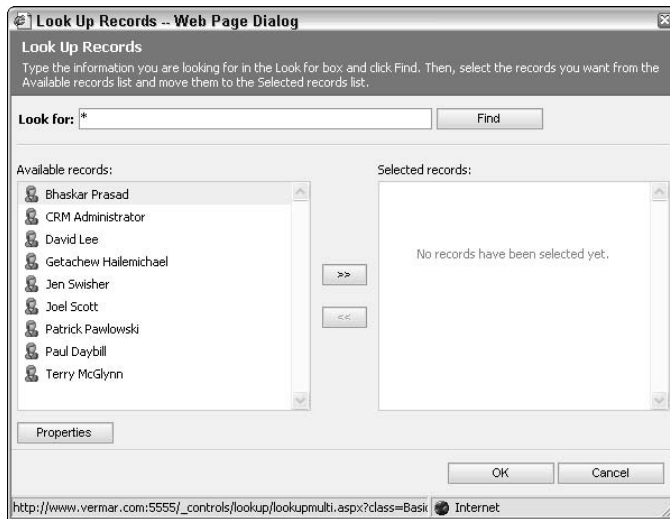 Look Up Records -- Web Page Dialog
Look Up Records
Type the information you are looking for in the Look for box and click Find. Then, select the records you want from the
Available records list and move them to the Selected records list.
Look for: *
Find
Available records:
Bhaskar Prasad
CRM Administrator
David Lee
Getachew Hailemichael
Jen Swisher
Joel Scott
Patrick Pawlowski
Paul Daybill
Terry McGlynn
>>
<<
Selected records:
No records have been selected yet.
Properties
OK
Cancel
http://www.vermar.com:5555/_controls/lookup/lookupmulti.aspx?class=Basic
Internet